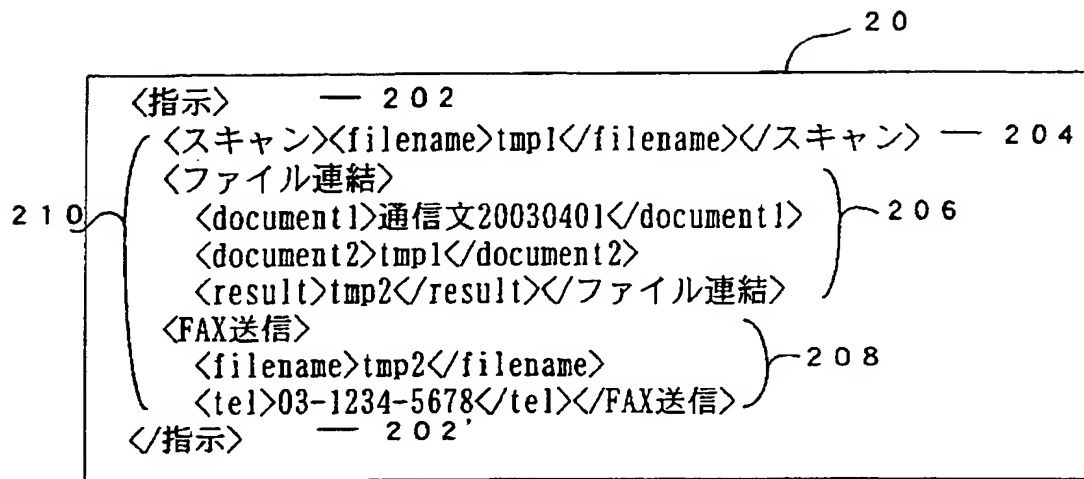 20
<指示> — 202
<スキャン><filename>tmp1</filename></スキャン> — 204
<ファイル連結>
210 <document1>通信文20030401</document1> 206
<document2>tmp1</document2>
<result>tmp2</result></ファイル連結>
<FAX送信>
<filename>tmp2</filename> 208
<tel>03-1234-5678</tel></FAX送信>
</指示> — 202'